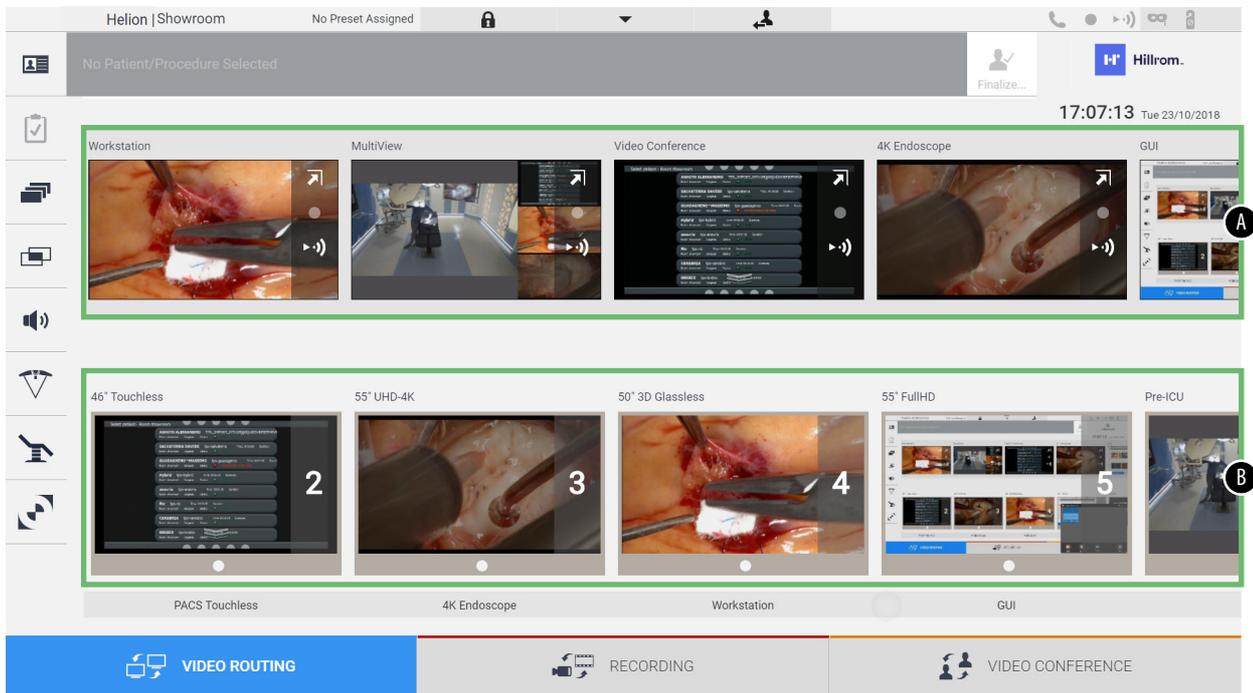 Helion | Showroom
No Preset Assigned
No Patient/Procedure Selected
Finalize...
Hillrom
17:07:13 Tue 23/10/2018
Workstation
MultiView
Video Conference
4K Endoscope
GUI
A
46" Touchless
55" UHD-4K
50" 3D Glassless
55" FullHD
Pre-ICU
2
3
4
5
B
PACS Touchless
4K Endoscope
Workstation
GUI
VIDEO ROUTING
RECORDING
VIDEO CONFERENCE